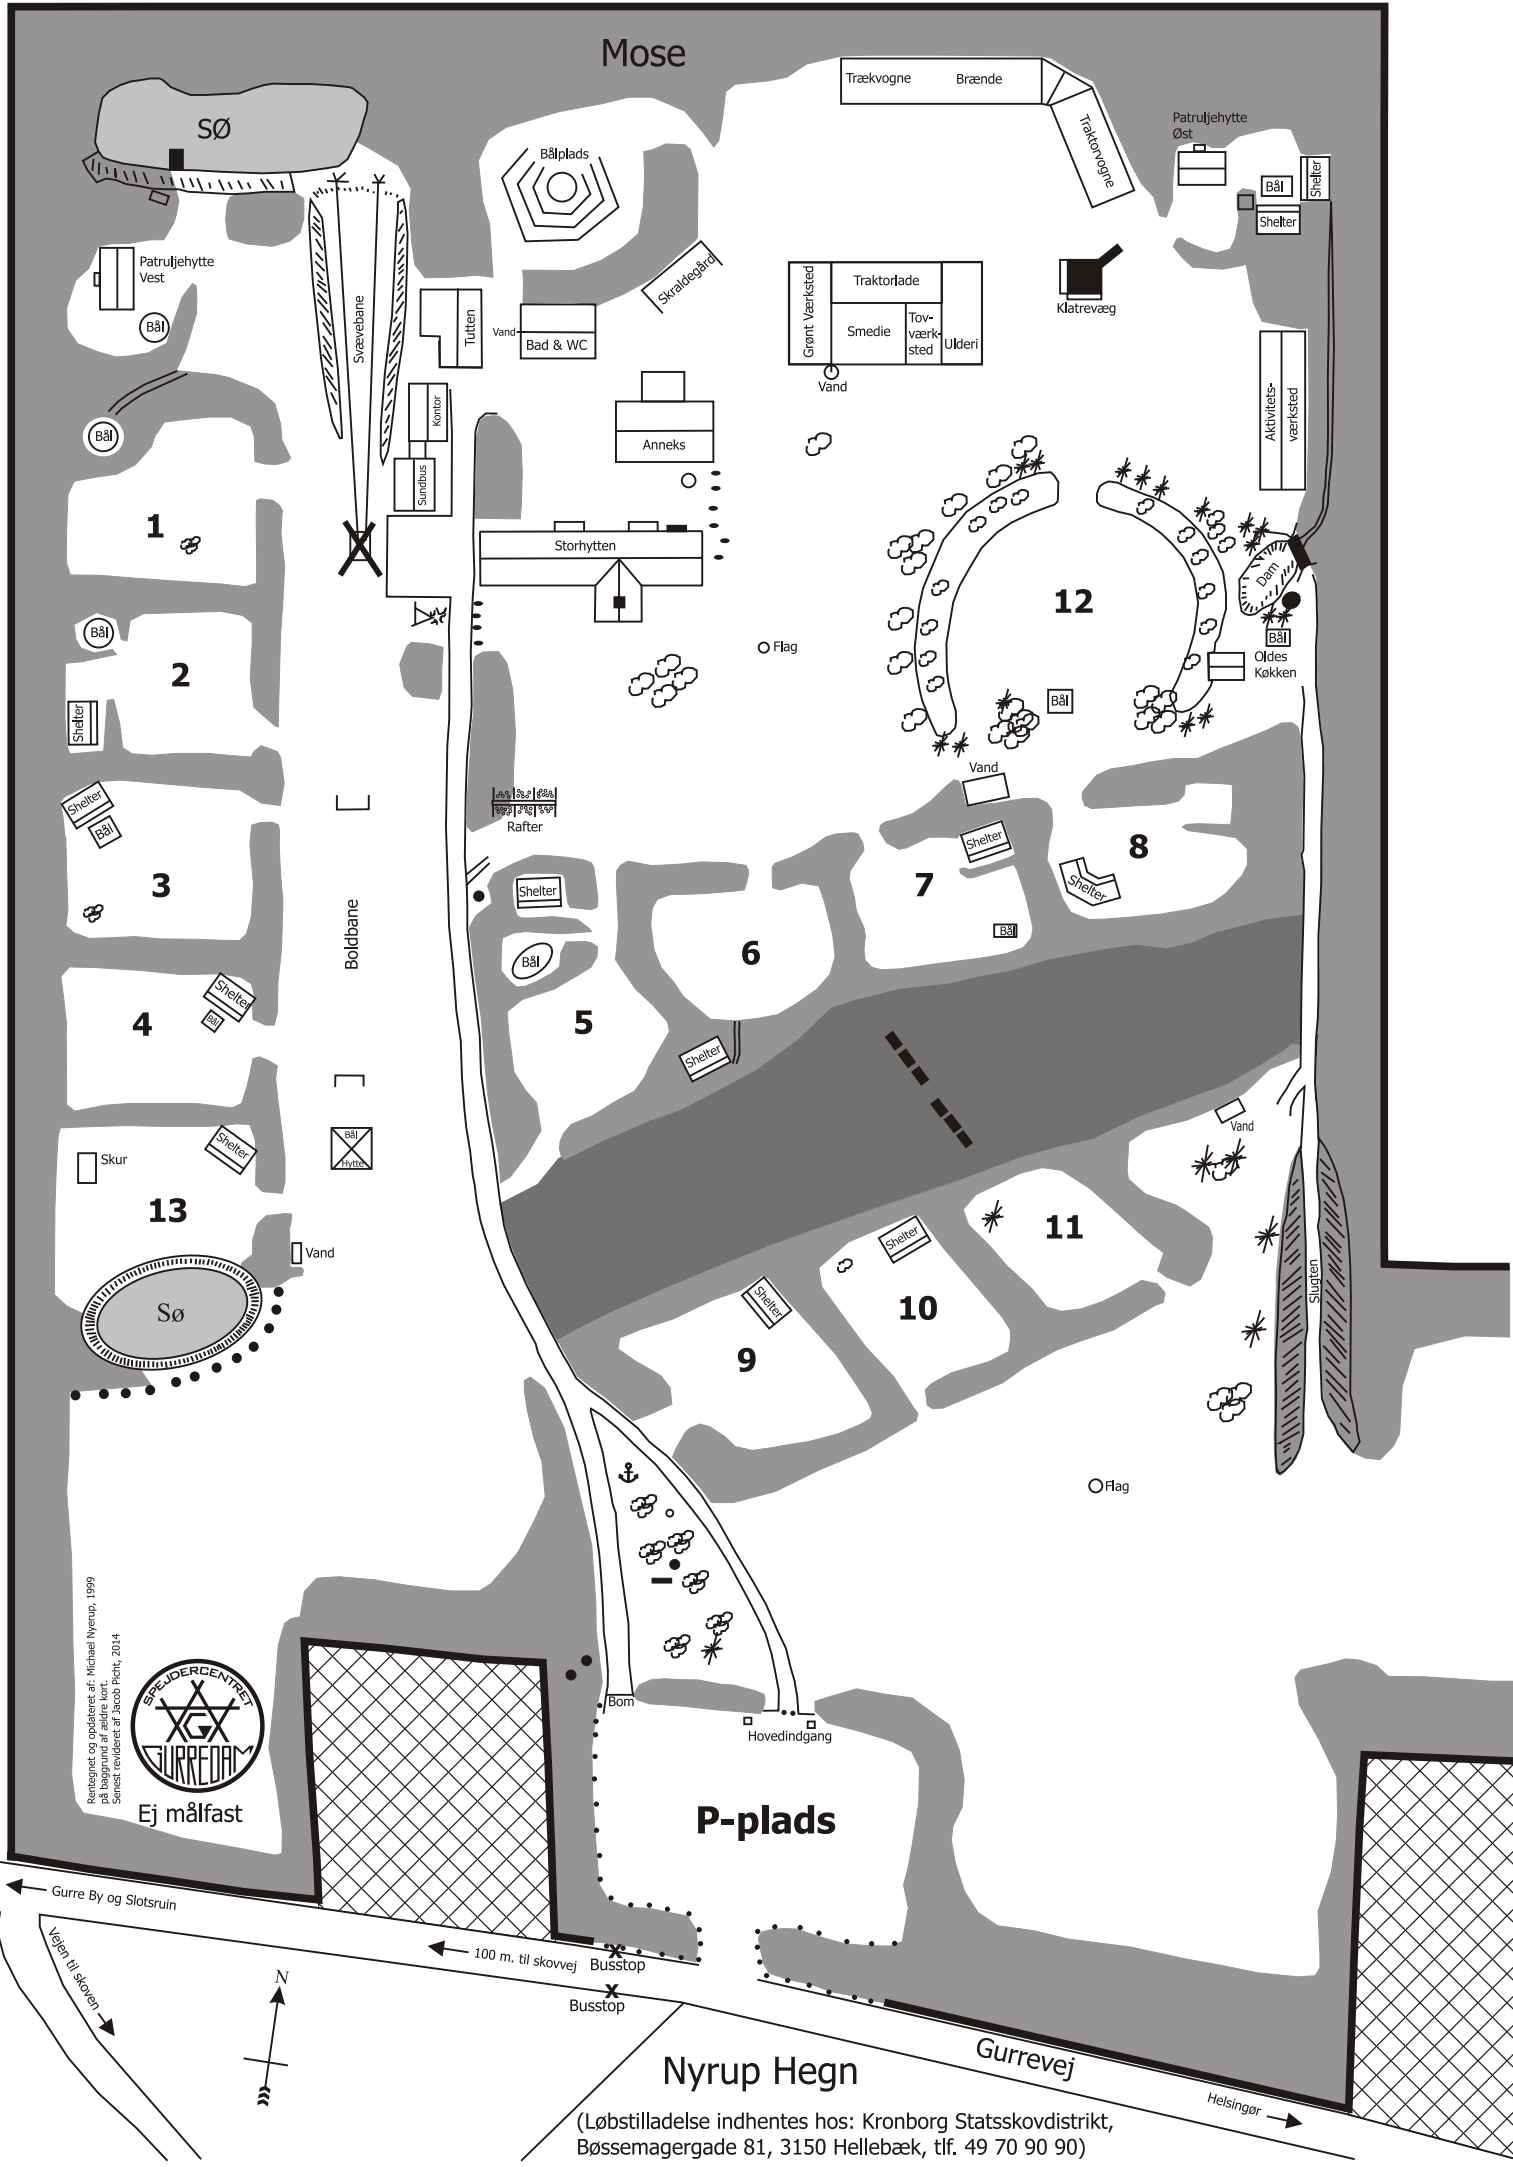 Mose
SØ
Trækvogne
Brænde
Traktorvogne
Patruljehytte
Øst
Bål
Shelter
Shelter
Bålplads
Patruljehytte
Vest
Bål
Svævebane
Skraldegård
Tutten
Vand
Bad & WC
Grønt Værksted
Traktorlade
Smedie
Tov-
værk-
sted
Ulderi
Vand
Klatrevæg
Aktivitets-
værksted
Bål
Kontor
Sundbus
Anneks
1
Storhytten
12
Dam
Bål
Oldes
Køkken
Bål
2
Shelter
Flag
Bål
Vand
Shelter
Bål
Rafter
3
Shelter
7
Shelter
8
Shelter
Bål
Boldbane
Bål
6
5
Shelter
4
Shelter
Bål
Bål
Hytte
Shelter
Skur
13
Vand
Sø
Vand
Slugten
11
Shelter
10
Shelter
9
Flag
Rentegnet og opdateret af: Michael Nyerup, 1999
på baggrund af ældre kort.
Senest revideret af Jacob Picht, 2014
SPEJDERCENTRET
G
GURREDAM
Ej målfast
Bom
Hovedindgang
P-plads
Gurre By og Slotsruin
Vejen til skoven
100 m. til skovvej
X
Busstop
X
Busstop
N
Gurrevej
Nyrup Hegn
Helsingør
(Løbstilladelse indhentes hos: Kronborg Statsskovdistrikt,
Bøssemagergade 81, 3150 Hellebæk, tlf. 49 70 90 90)